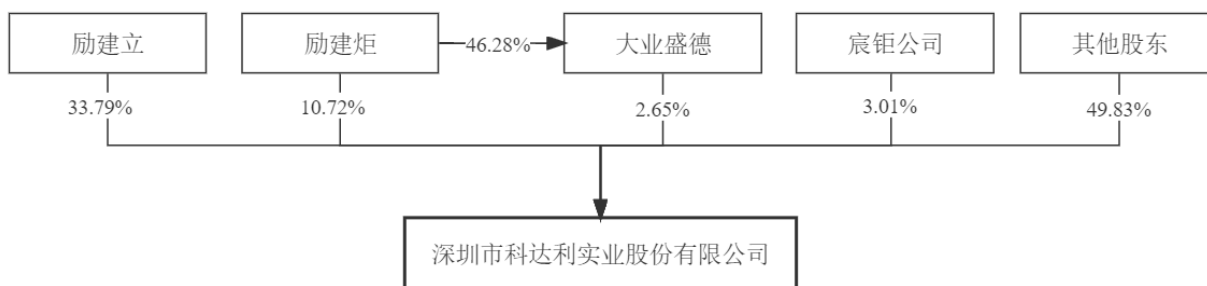 励建立
励建炬
46.28%
大业盛德
宸钜公司
其他股东
33.79%
10.72%
2.65%
3.01%
49.83%
深圳市科达利实业股份有限公司